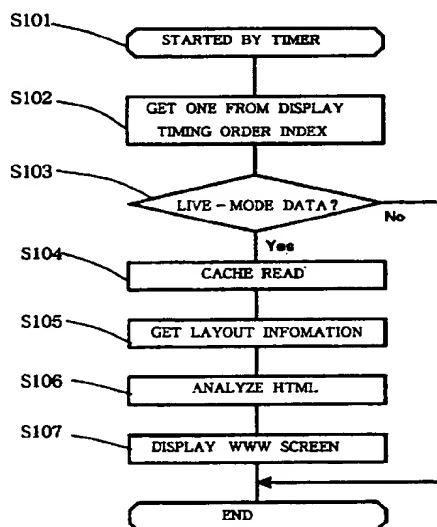 S101
STARTED BY TIMER
S102
GET ONE FROM DISPLAY
TIMING ORDER INDEX
S103
LIVE-MODE DATA?
No
Yes
S104
CACHE READ
S105
GET LAYOUT INFOMATION
S106
ANALYZE HTML
S107
DISPLAY WWW SCREEN
END